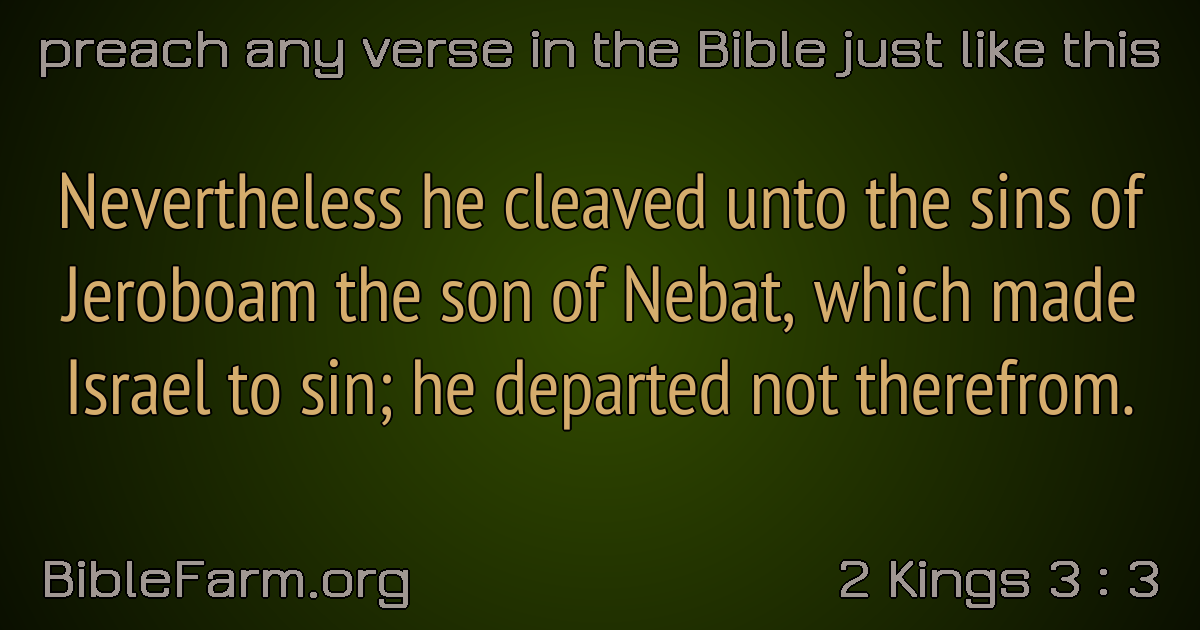 preach any verse in the Bible just like this
Nevertheless he cleaved unto the sins of
Jeroboam the son of Nebat, which made
Israel to sin; he departed not therefrom.
BibleFarm.org
2 Kings 3 : 3